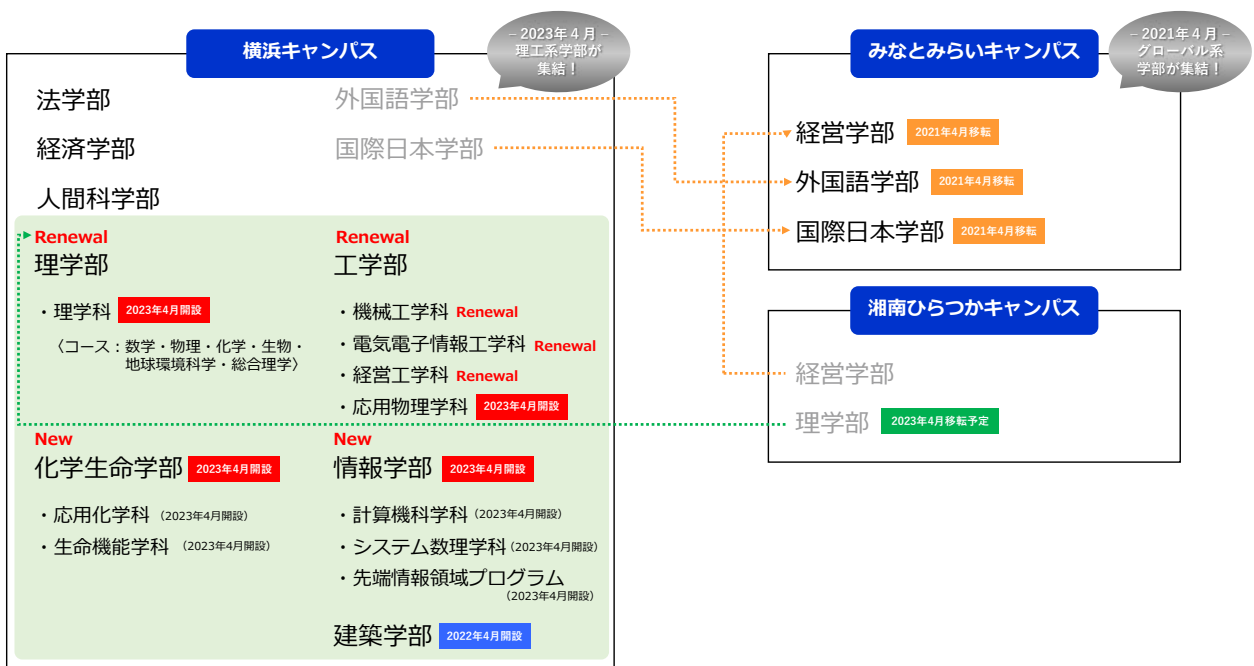 横浜キャンパス
– 2023年４月 –
理工系学部が
集結！
法学部
外国語学部
経済学部
国際日本学部
人間科学部
Renewal
理学部
・理学科 2023年4月開設
〈コース：数学・物理・化学・生物・
地球環境科学・総合理学〉
Renewal
工学部
・機械工学科 Renewal
・電気電子情報工学科 Renewal
・経営工学科 Renewal
・応用物理学科 2023年4月開設
New
化学生命学部 2023年4月開設
・応用化学科（2023年4月開設）
・生命機能学科（2023年4月開設）
New
情報学部 2023年4月開設
・計算機科学科（2023年4月開設）
・システム数理学科（2023年4月開設）
・先端情報領域プログラム
（2023年4月開設）
建築学部 2022年4月開設
みなとみらいキャンパス
– 2021年４月 –
グローバル系
学部が集結！
経営学部 2021年4月移転
外国語学部 2021年4月移転
国際日本学部 2021年4月移転
湘南ひらつかキャンパス
経営学部
理学部 2023年4月移転予定